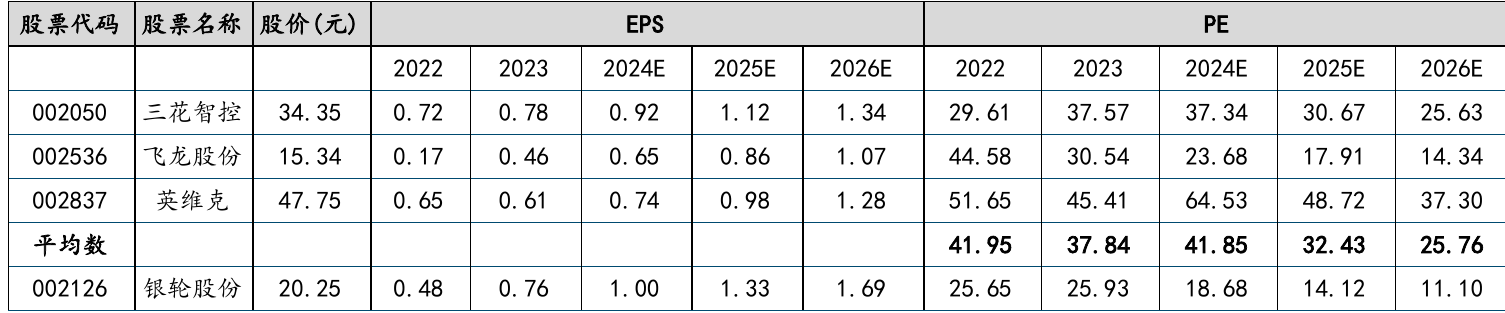 股票代码 股票名称 股价(元) EPS PE
2022 2023 2024E 2025E 2026E 2022 2023 2024E 2025E 2026E
002050 三花智控 34.35 0.72 0.78 0.92 1.12 1.34 29.61 37.57 37.34 30.67 25.63
002536 飞龙股份 15.34 0.17 0.46 0.65 0.86 1.07 44.58 30.54 23.68 17.91 14.34
002837 英维克 47.75 0.65 0.61 0.74 0.98 1.28 51.65 45.41 64.53 48.72 37.30
平均数 41.95 37.84 41.85 32.43 25.76
002126 银轮股份 20.25 0.48 0.76 1.00 1.33 1.69 25.65 25.93 18.68 14.12 11.10